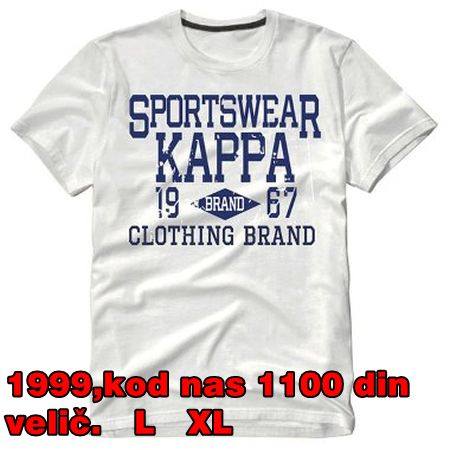 SPORTSWEAR
KAPPA
19 BRAND 67
CLOTHING BRAND
1999,kod nas 1100 din
velič. L XL